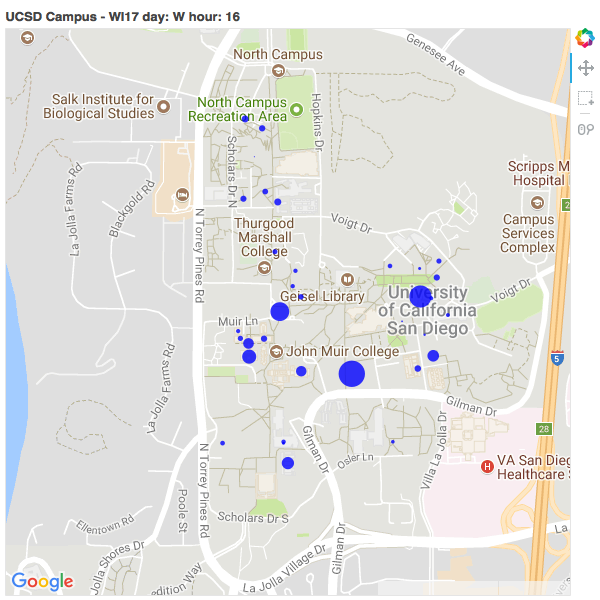 UCSD Campus - WI17 day: W hour: 16
Genesee Ave
North Campus
Salk Institute for
Biological Studies
North Campus
Recreation Area
Hopkins Dr
Scholars Dr N
La Jolla Farms Rd
Blackgold Rd
N Torrey Pines Rd
Scripps M
Hospital
2
Campus
Services
Complex
Voigt Dr
Thurgood
Marshall
College
Geisel Library
University
of California
San Diego
Voigt Dr
Muir Ln
John Muir College
5
La Jolla Farms Rd
Gilman Dr
28
N Torrey Pines Rd
Gilman Dr
Osler Ln
Villa La Jolla Dr
H
VA San Dieg
Healthcare S
Poole St
Ellentown Rd
Scholars Dr S
La
La Jolla Shores Dr
Gilman Dr
La Jolla Village Dr
edition Way
Google